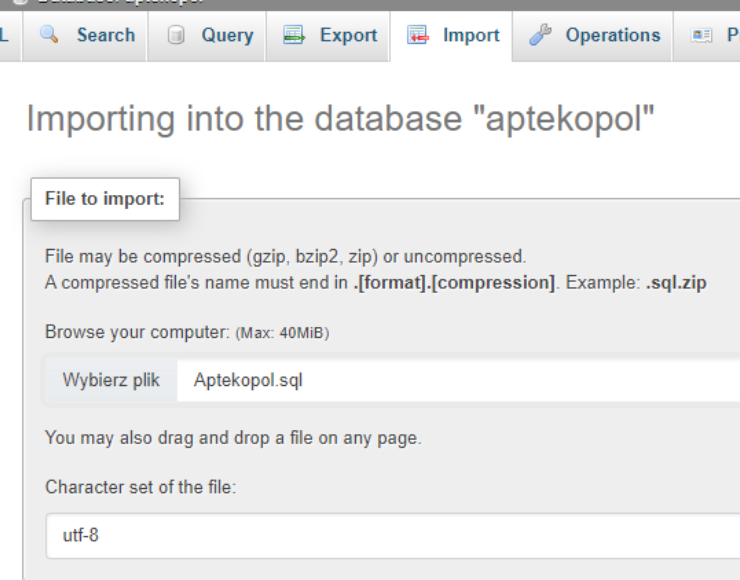 L Search Query Export Import Operations P
Importing into the database "aptekopol"
File to import:
File may be compressed (gzip, bzip2, zip) or uncompressed.
A compressed file's name must end in .[format].[compression]. Example: .sql.zip
Browse your computer: (Max: 40MiB)
Wybierz plik Aptekopol.sql
You may also drag and drop a file on any page.
Character set of the file:
utf-8